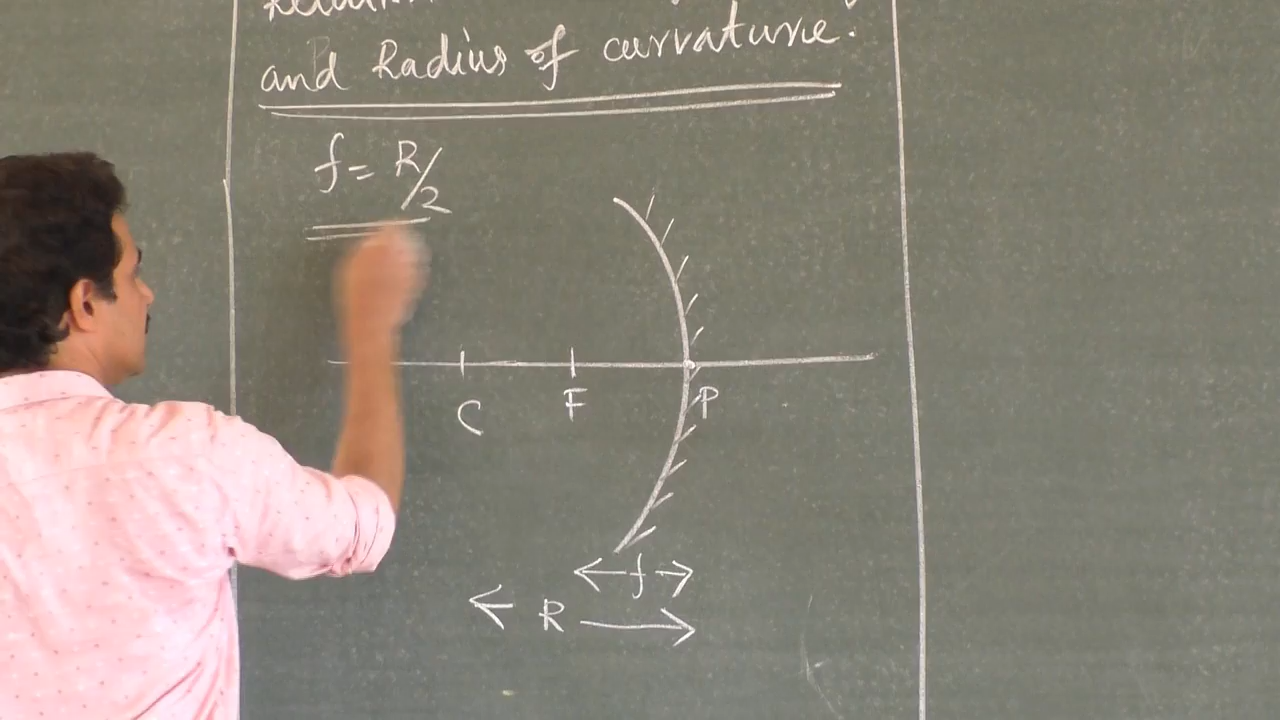 and Radius of curvature.
f = R/2
C F P
f
R